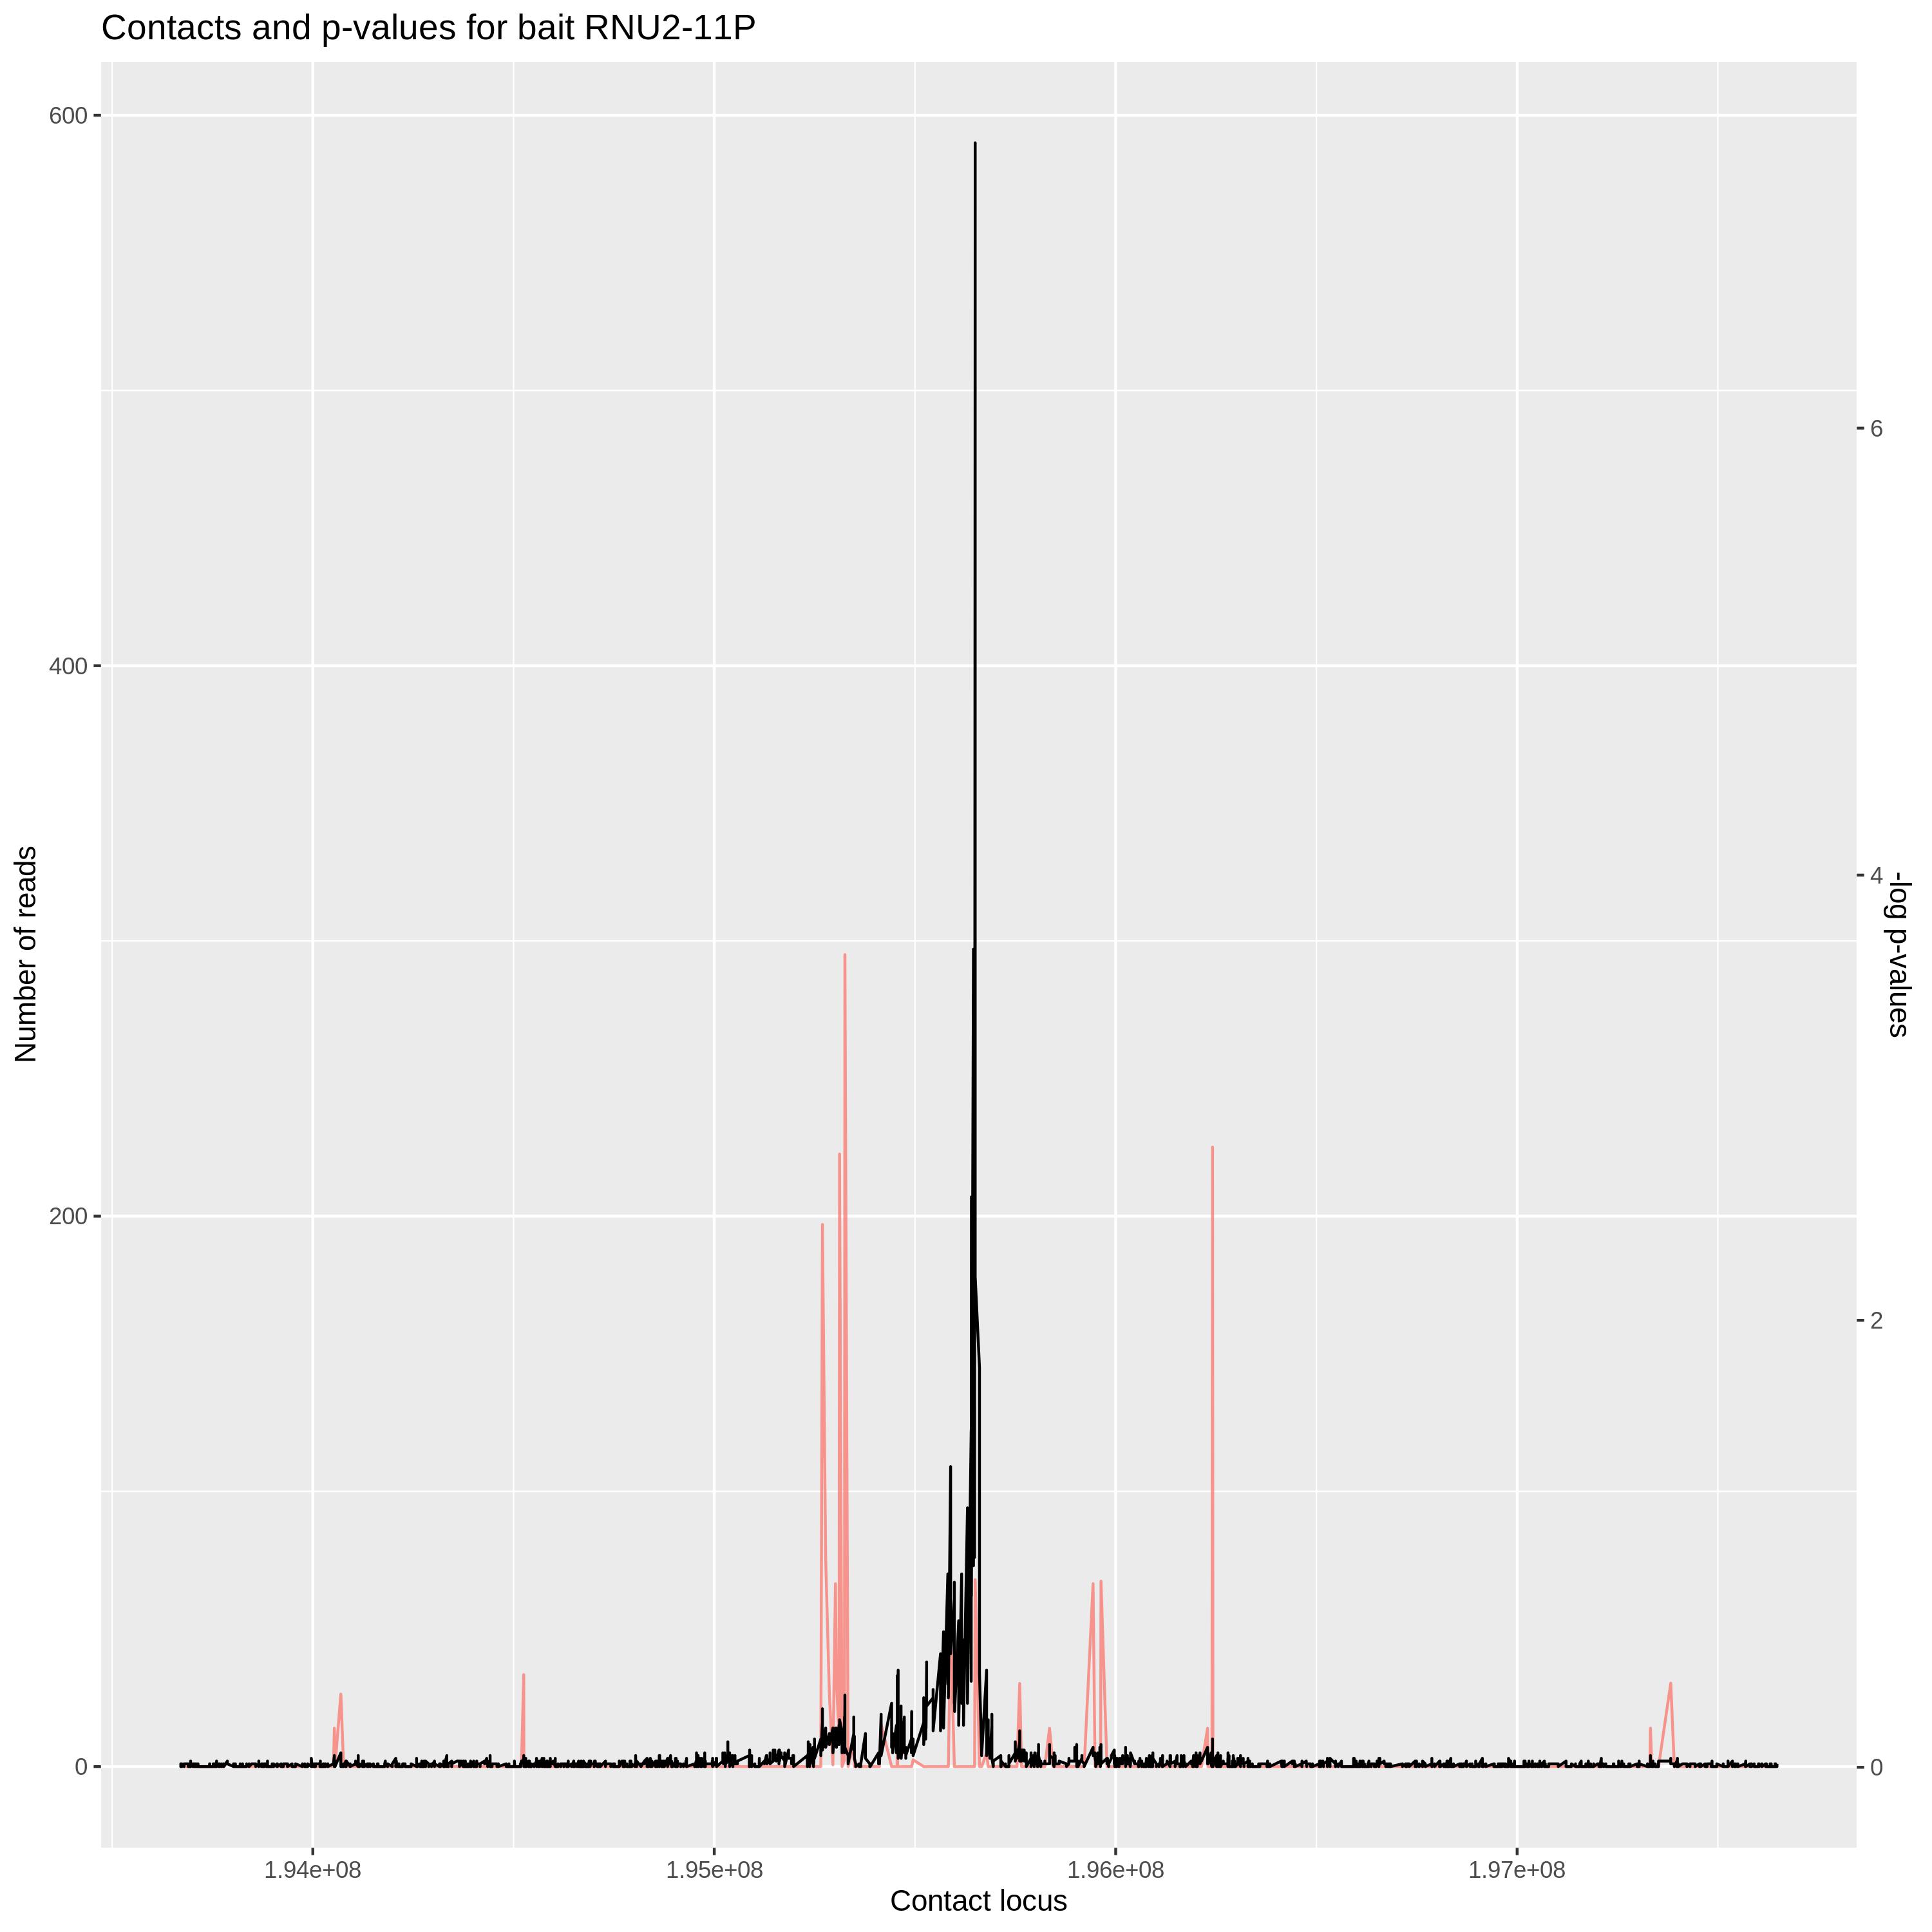 Contacts and p-values for bait RNU2-11P
600
400
200
0
Number of reads
6
4
2
0
-log p-values
1.94e+08
1.95e+08
1.96e+08
1.97e+08
Contact locus